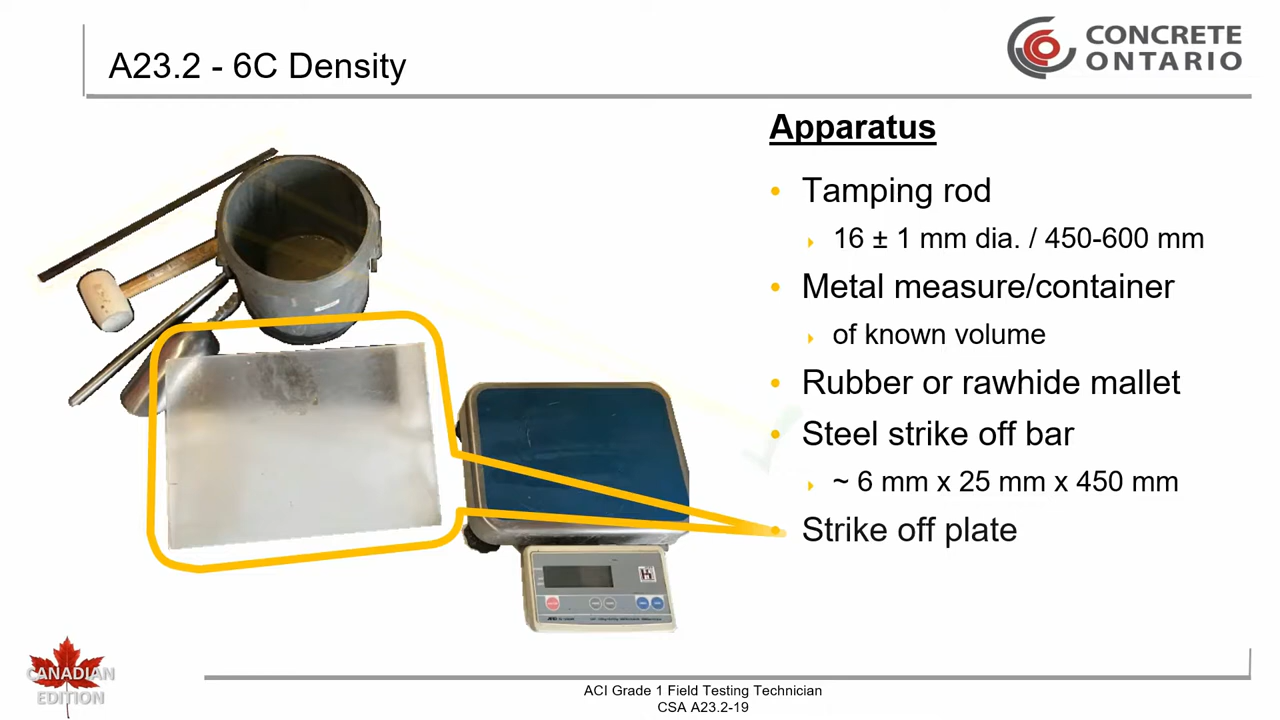 A23.2 - 6C Density
CONCRETE
ONTARIO
Apparatus
• Tamping rod
16 ± 1 mm dia. / 450-600 mm
• Metal measure/container
of known volume
• Rubber or rawhide mallet
• Steel strike off bar
~ 6 mm x 25 mm x 450 mm
• Strike off plate
CANADIAN
EDITION
ACI Grade 1 Field Testing Technician
CSA A23.2-19